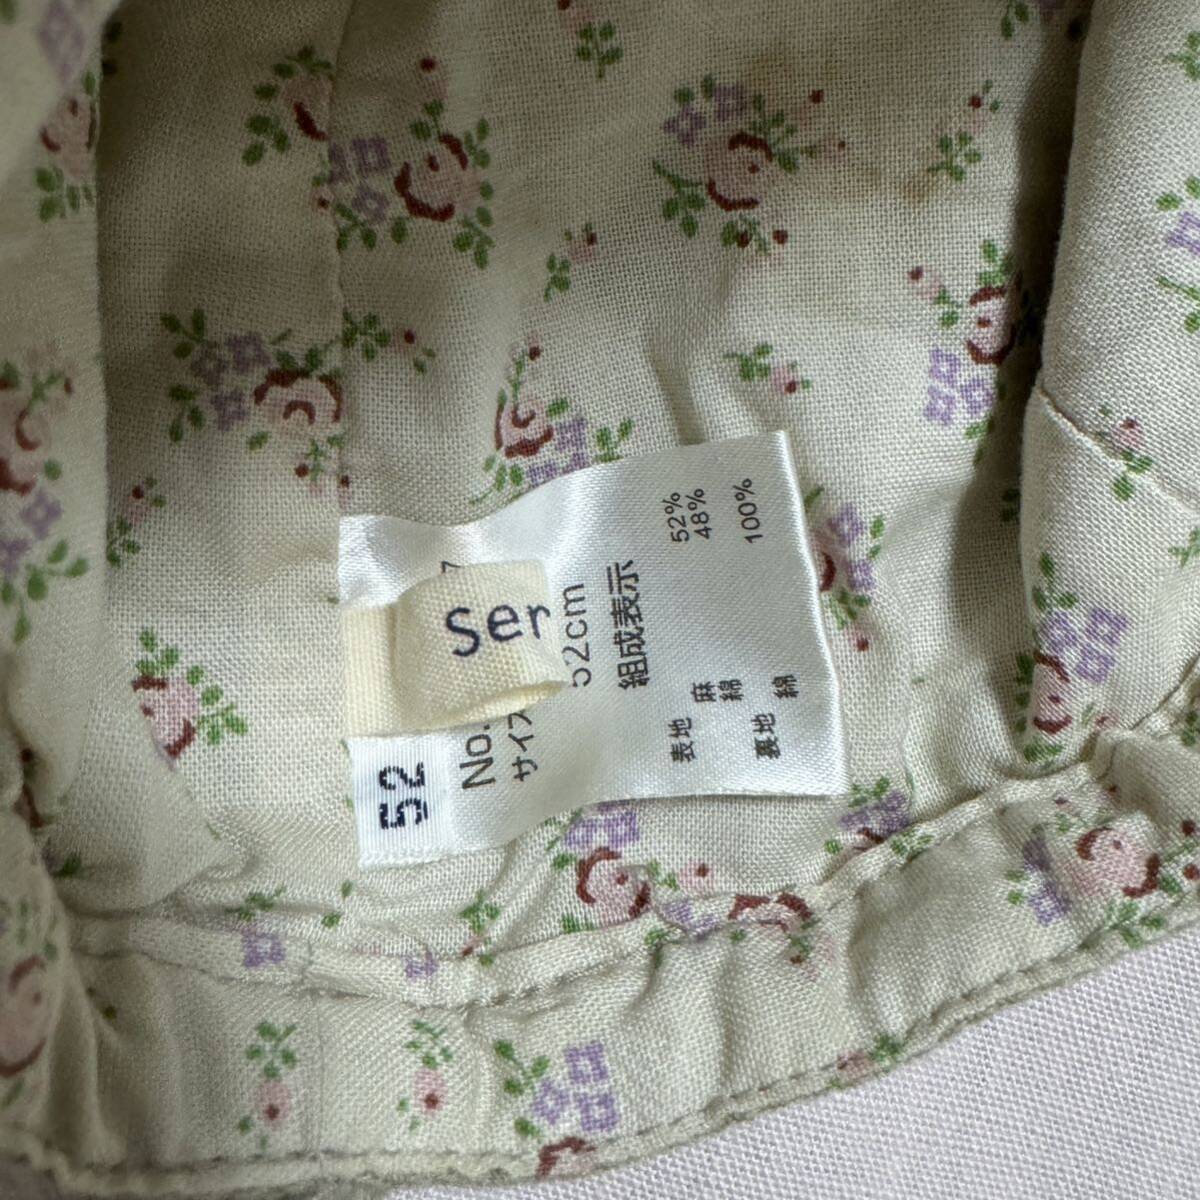 Ser
52
No.
サイズ 52cm
組成表示
表地 麻 52%
綿 48%
裏地 綿 100%